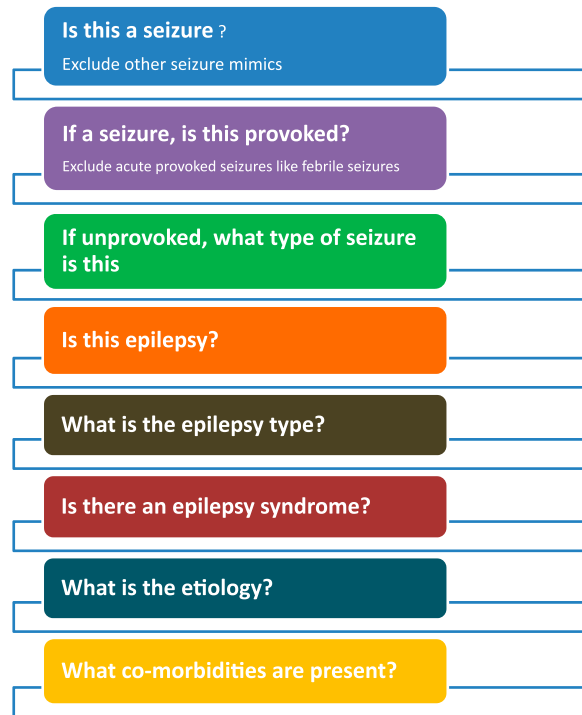 Is this a seizure ?
Exclude other seizure mimics
If a seizure, is this provoked?
Exclude acute provoked seizures like febrile seizures
If unprovoked, what type of seizure
is this
Is this epilepsy?
What is the epilepsy type?
Is there an epilepsy syndrome?
What is the etiology?
What co-morbidities are present?